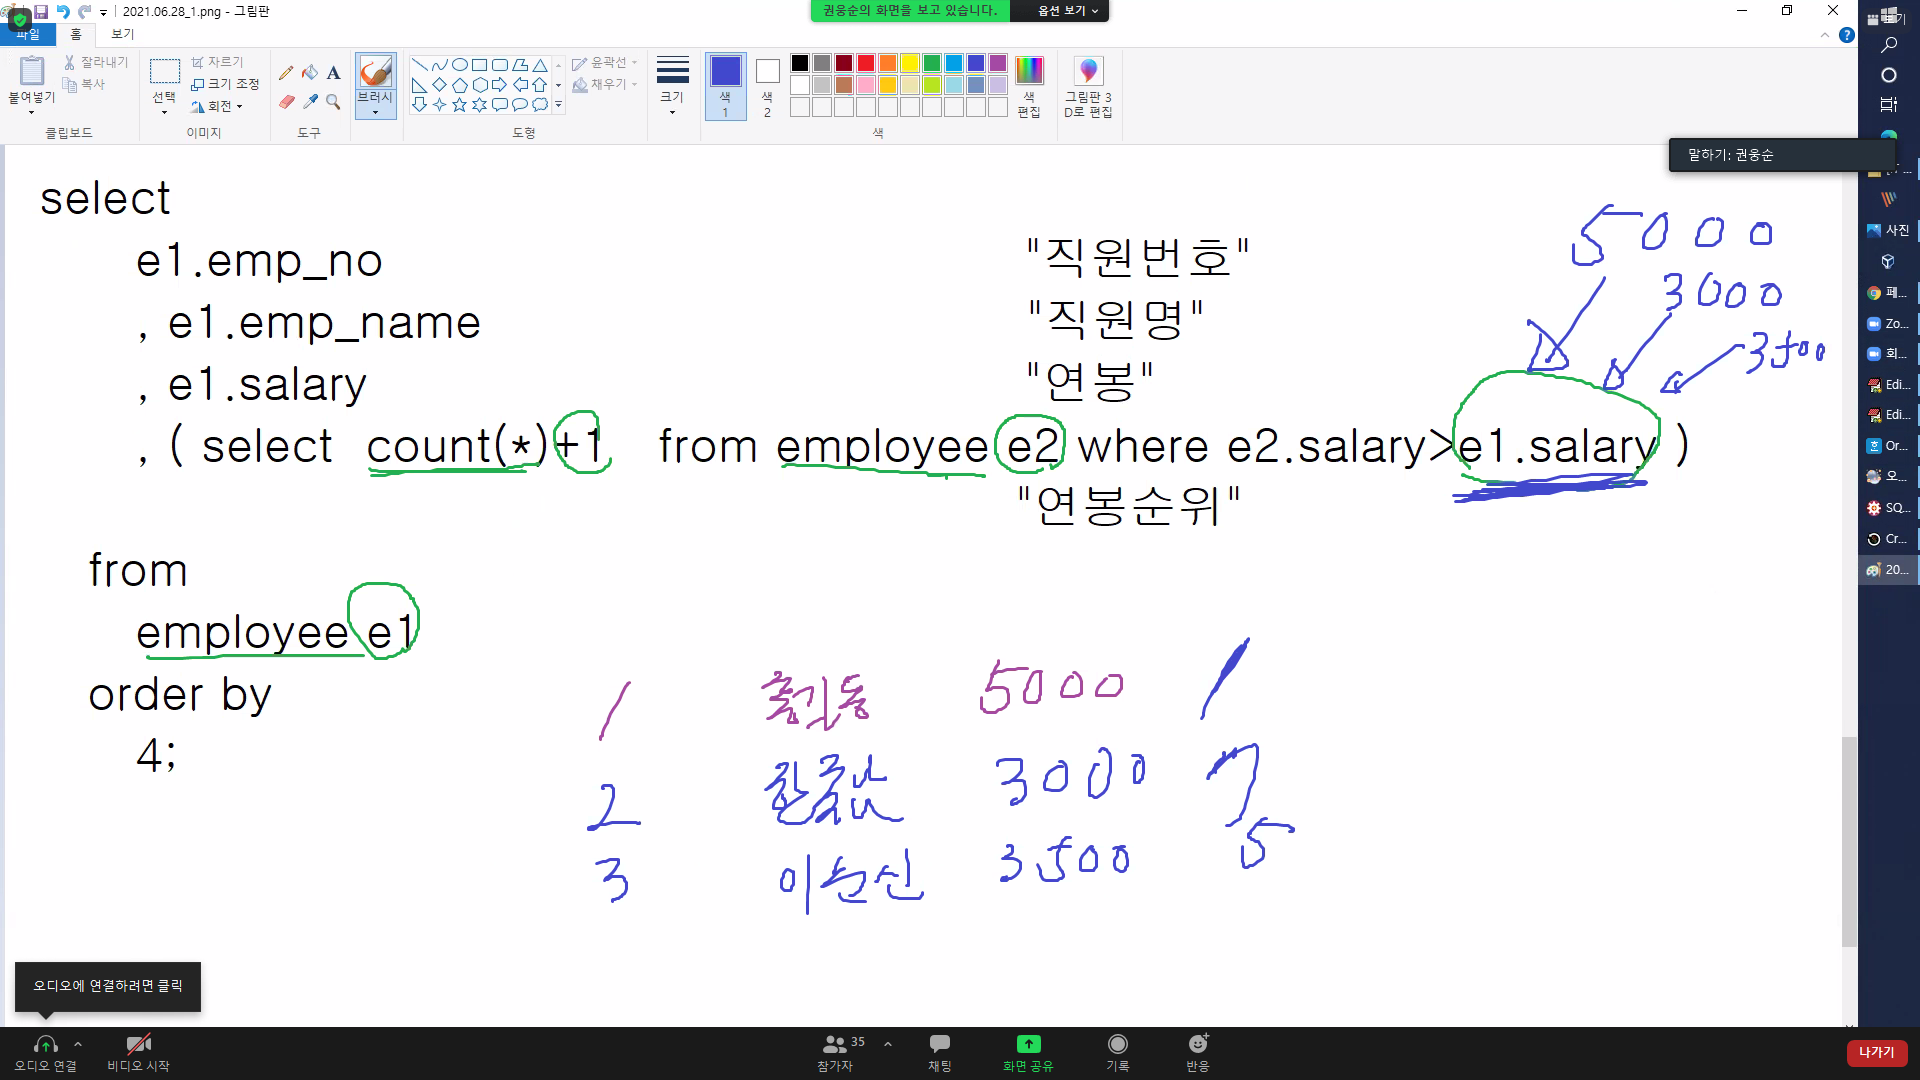 2021.06.28_1.png - 그림판
권웅순의 화면을 보고 있습니다.
옵션 보기
파일
홈
보기
붙여넣기
잘라내기
복사
클립보드
선택
자르기
크기 조정
회전
이미지
도구
브러시
윤곽선
채우기
도형
크기
색
1
색
2
색
편집
그림판 3
D로 편집
색
말하기: 권웅순
select
e1.emp_no "직원번호"
, e1.emp_name "직원명"
, e1.salary "연봉"
, ( select count(*)+1 from employee e2 where e2.salary>e1.salary )
"연봉순위"
from
employee e1
order by
4;
5000
3000
3500
1 홍길동 5000 1
2 한국남 3000 7
3 이순신 3500 5
사진
페...
Zo...
회...
Edi...
Edi...
Or...
오...
SQ...
Cr...
20...
오디오에 연결하려면 클릭
오디오 연결
비디오 시작
35
참가자
채팅
화면 공유
기록
반응
나가기